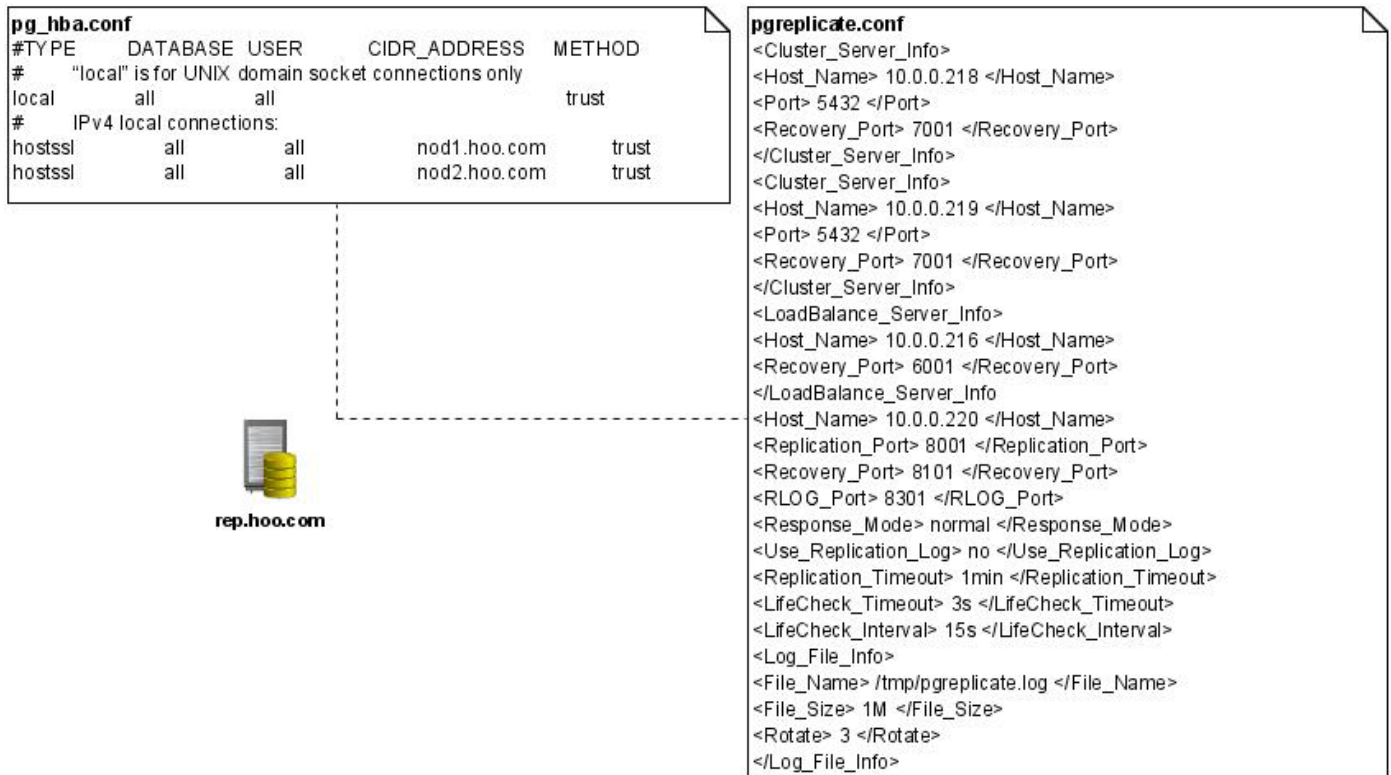 pg_hba.conf
#TYPE DATABASE USER CIDR_ADDRESS METHOD
# “local” is for UNIX domain socket connections only
local all all trust
# IPv4 local connections:
hostssl all all nod1.hoo.com trust
hostssl all all nod2.hoo.com trust
rep.hoo.com
pgreplicate.conf
<Cluster_Server_Info>
<Host_Name> 10.0.0.218 </Host_Name>
<Port> 5432 </Port>
<Recovery_Port> 7001 </Recovery_Port>
</Cluster_Server_Info>
<Cluster_Server_Info>
<Host_Name> 10.0.0.219 </Host_Name>
<Port> 5432 </Port>
<Recovery_Port> 7001 </Recovery_Port>
</Cluster_Server_Info>
<LoadBalance_Server_Info>
<Host_Name> 10.0.0.216 </Host_Name>
<Recovery_Port> 6001 </Recovery_Port>
</LoadBalance_Server_Info
<Host_Name> 10.0.0.220 </Host_Name>
<Replication_Port> 8001 </Replication_Port>
<Recovery_Port> 8101 </Recovery_Port>
<RLOG_Port> 8301 </RLOG_Port>
<Response_Mode> normal </Response_Mode>
<Use_Replication_Log> no </Use_Replication_Log>
<Replication_Timeout> 1min </Replication_Timeout>
<LifeCheck_Timeout> 3s </LifeCheck_Timeout>
<LifeCheck_Interval> 15s </LifeCheck_Interval>
<Log_File_Info>
<File_Name> /tmp/pgreplicate.log </File_Name>
<File_Size> 1M </File_Size>
<Rotate> 3 </Rotate>
</Log_File_Info>